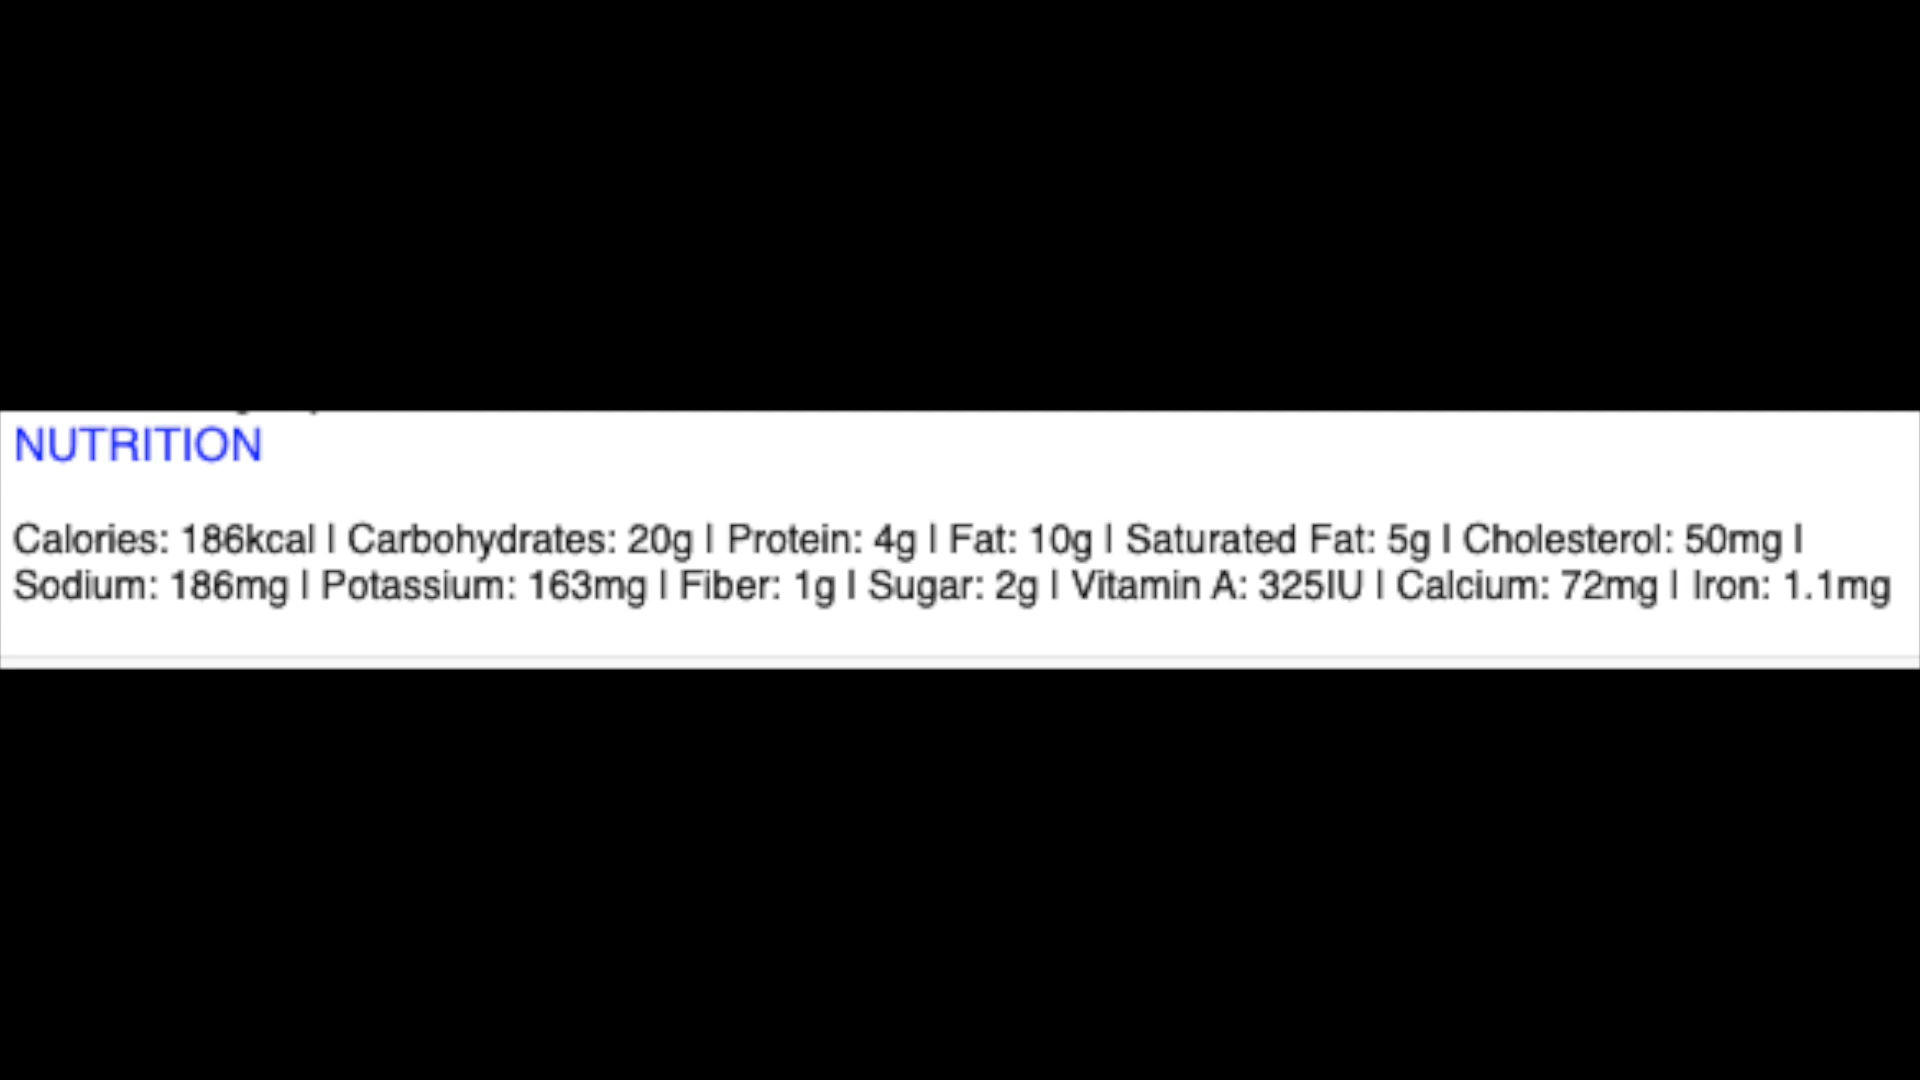 NUTRITION
Calories: 186kcal | Carbohydrates: 20g | Protein: 4g | Fat: 10g | Saturated Fat: 5g | Cholesterol: 50mg |
Sodium: 186mg | Potassium: 163mg | Fiber: 1g | Sugar: 2g | Vitamin A: 325IU | Calcium: 72mg | Iron: 1.1mg